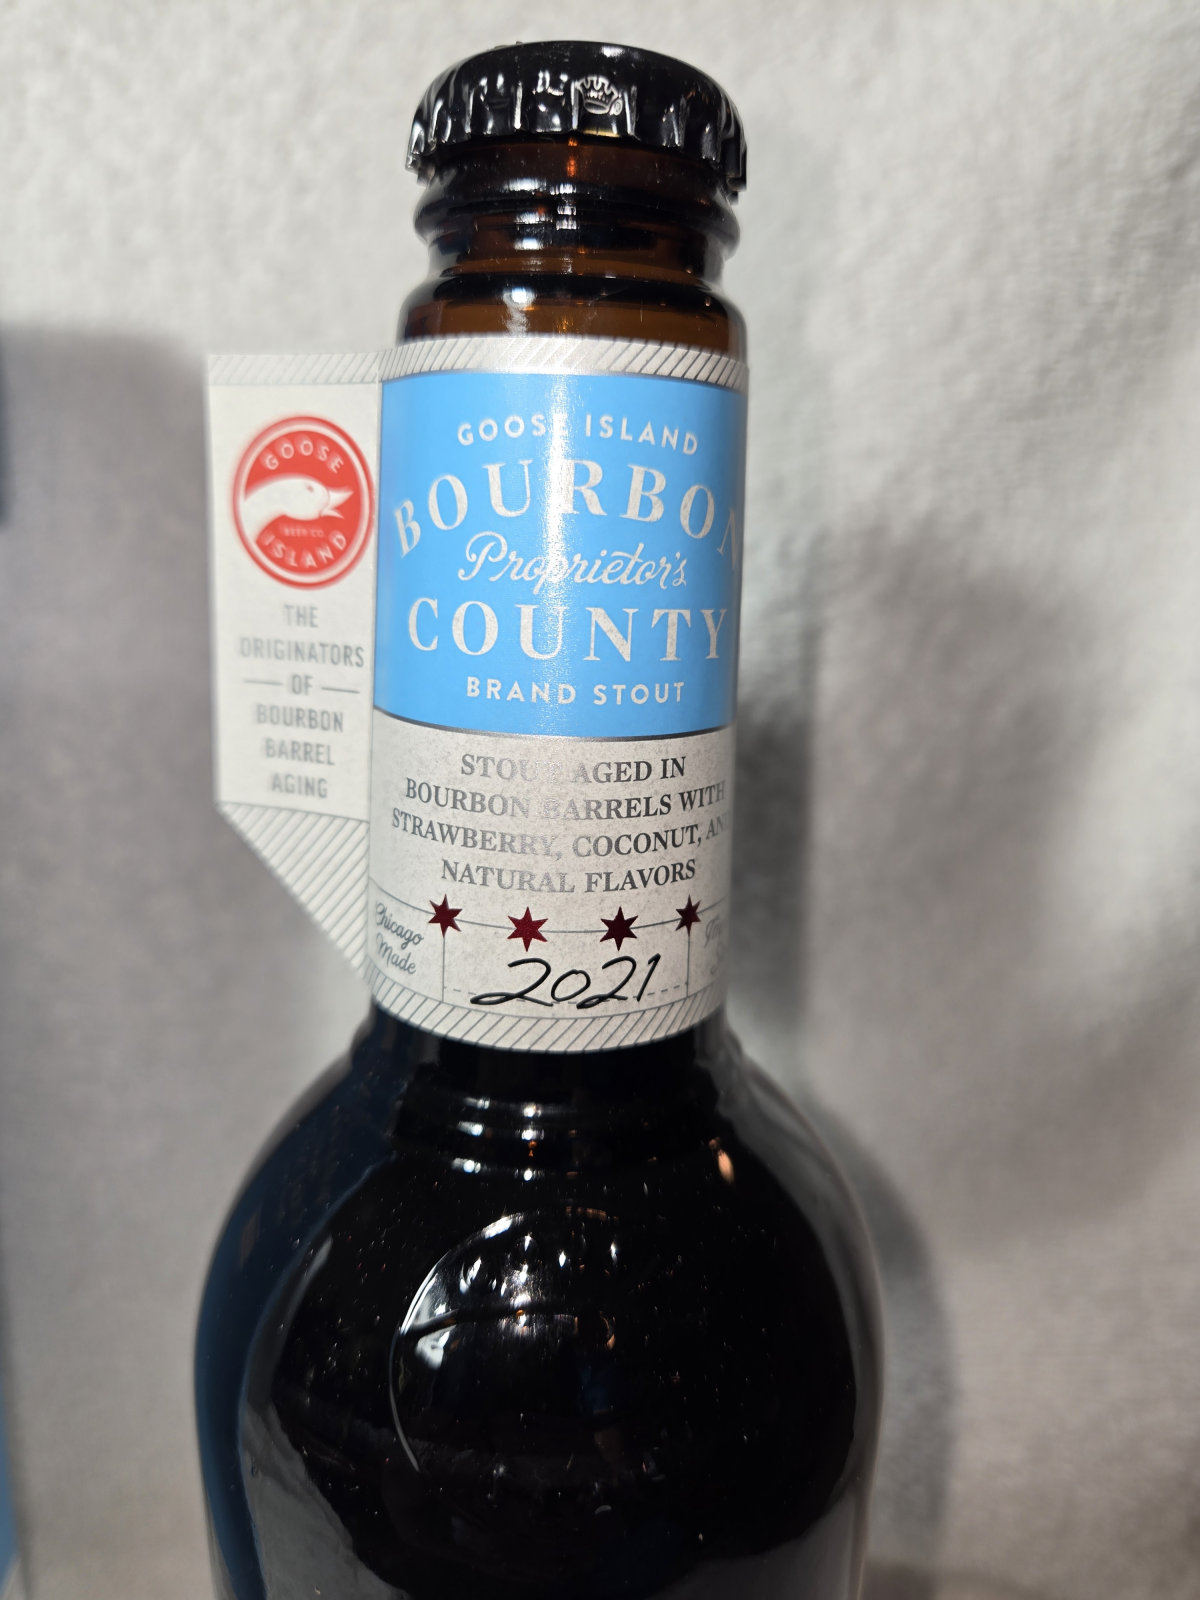 GOOSE
BEER CO.
ISLAND
THE
ORIGINATORS
OF
BOURBON
BARREL
AGING
GOOSE ISLAND
BOURBON
Proprietor's
COUNTY
BRAND STOUT
STOUT AGED IN
BOURBON BARRELS WITH
STRAWBERRY, COCONUT, AND
NATURAL FLAVORS
Chicago
Made
2021